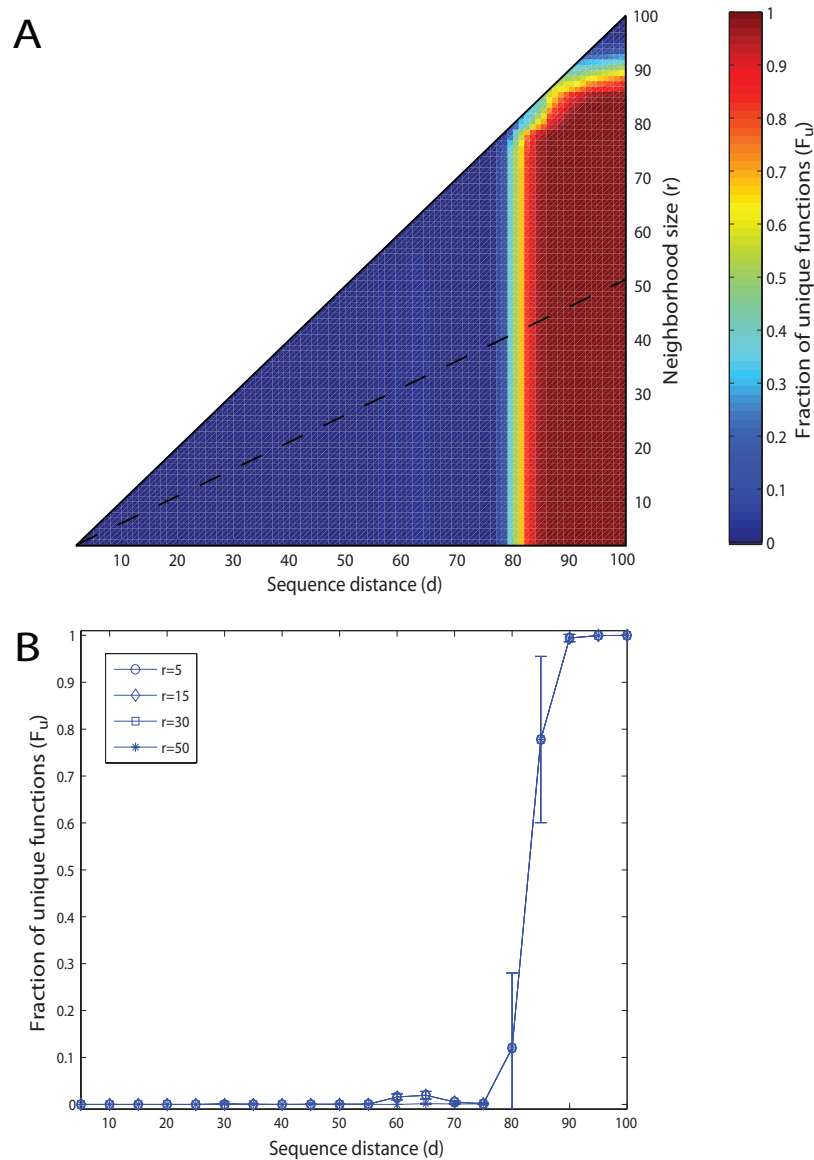 A
100
90
80
70
60
50
40
30
20
10
Neighborhood size (r)
10 20 30 40 50 60 70 80 90 100
Sequence distance (d)
1
0.9
0.8
0.7
0.6
0.5
0.4
0.3
0.2
0.1
0
Fraction of unique functions (Fu)
B
1
0.9
0.8
0.7
0.6
0.5
0.4
0.3
0.2
0.1
0
Fraction of unique functions (Fu)
r=5
r=15
r=30
r=50
10 20 30 40 50 60 70 80 90 100
Sequence distance (d)